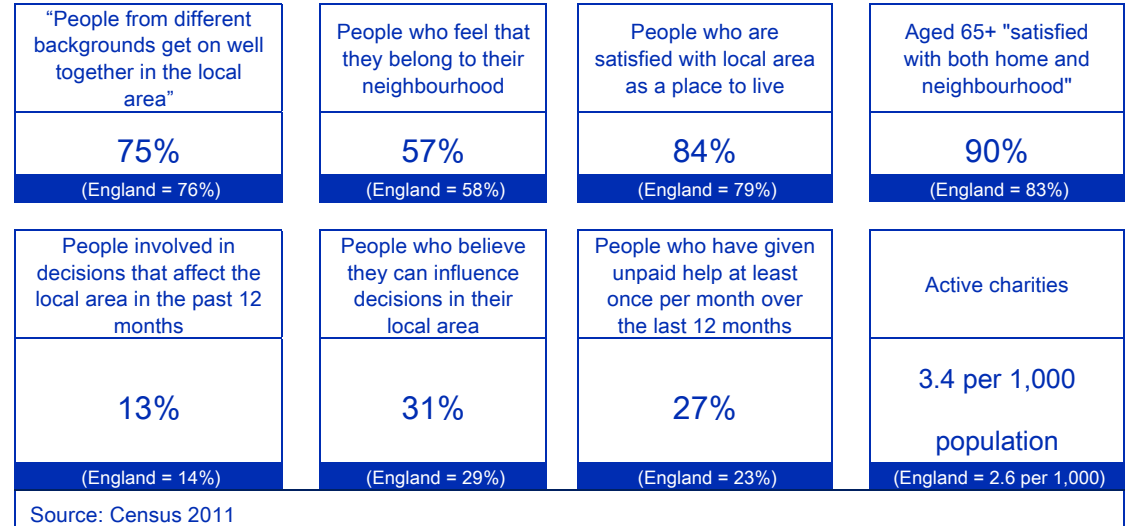 “People from different
backgrounds get on well
together in the local
area”
75%
(England = 76%)
People who feel that
they belong to their
neighbourhood
57%
(England = 58%)
People who are
satisfied with local area
as a place to live
84%
(England = 79%)
Aged 65+ "satisfied
with both home and
neighbourhood"
90%
(England = 83%)
People involved in
decisions that affect the
local area in the past 12
months
13%
(England = 14%)
People who believe
they can influence
decisions in their
local area
31%
(England = 29%)
People who have given
unpaid help at least
once per month over
the last 12 months
27%
(England = 23%)
Active charities
3.4 per 1,000
population
(England = 2.6 per 1,000)
Source: Census 2011